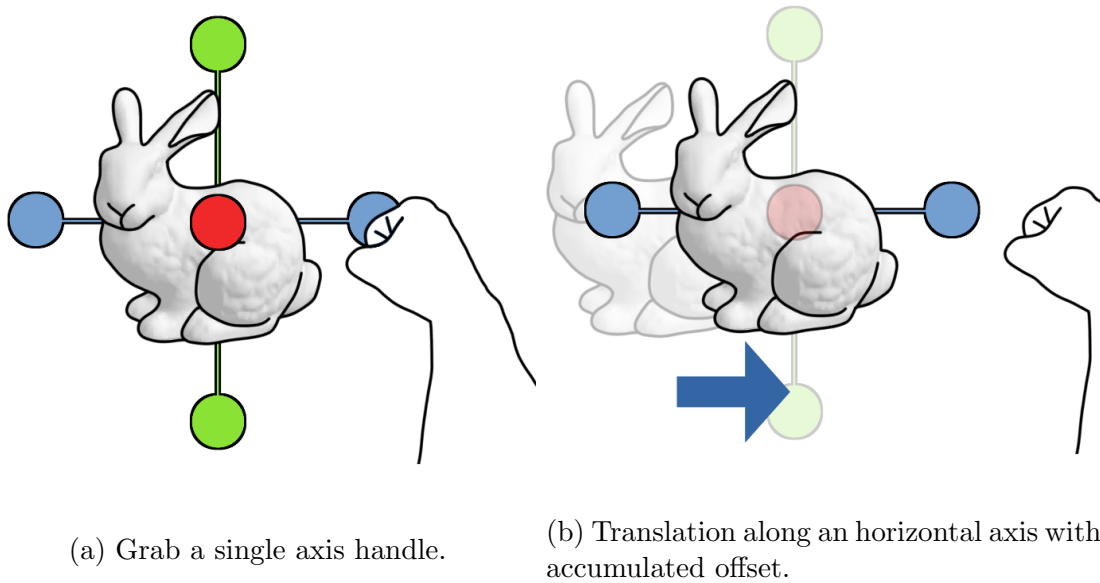 (a) Grab a single axis handle.
(b) Translation along an horizontal axis with
accumulated offset.